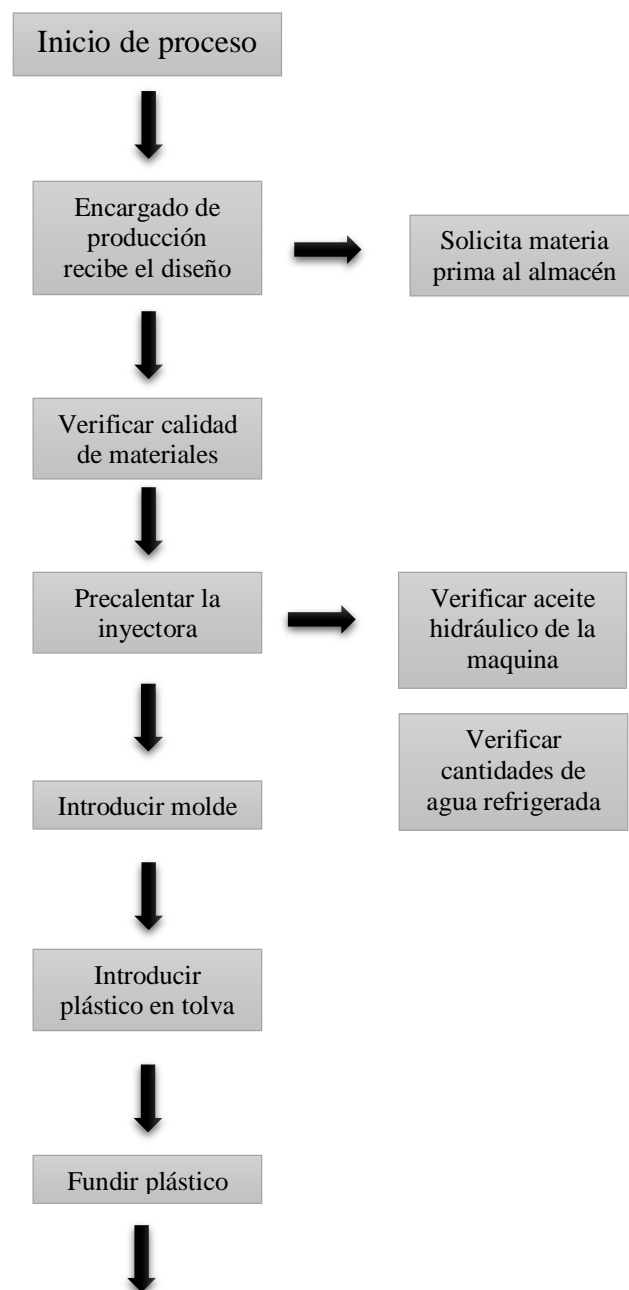 Inicio de proceso
Encargado de
producción
recibe el diseño
Solicita materia
prima al almacén
Verificar calidad
de materiales
Precalentar la
inyectora
Verificar aceite
hidráulico de la
maquina
Verificar
cantidades de
agua refrigerada
Introducir molde
Introducir
plástico en tolva
Fundir plástico